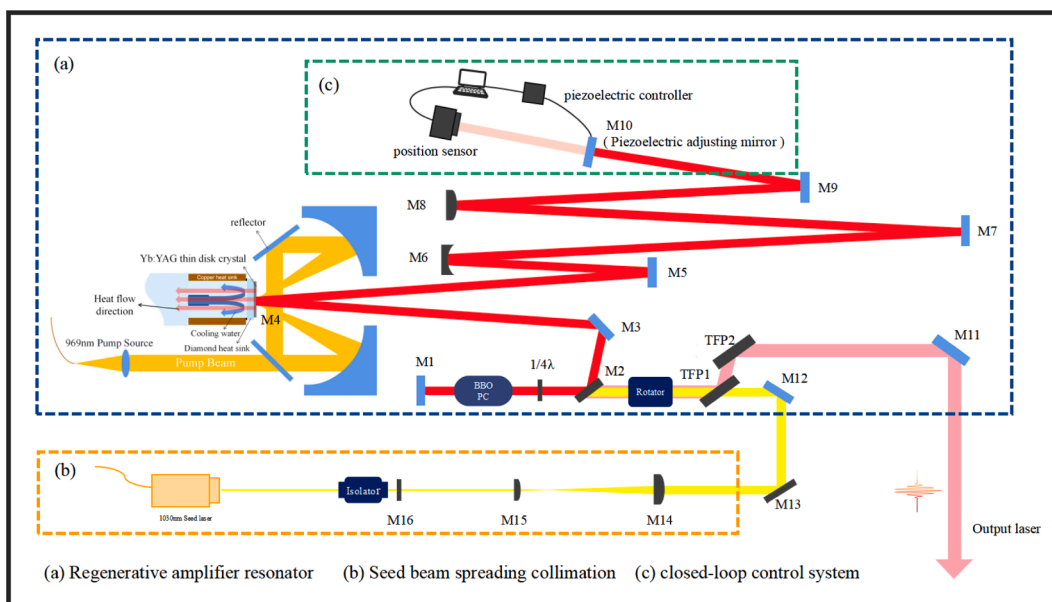 (a)
(c)
piezoelectric controller
M10
( Piezoelectric adjusting mirror )
position sensor
M9
M8
reflector
M7
Yb:YAG thin disk crystal
M6
M5
Copper heat sink
Heat flow
direction
M4
Cooling water
Diamond heat sink
M3
969nm Pump Source
Pump Beam
M1
BBO
PC
1/4λ
M2
Rotator
TFP1
TFP2
M11
M12
(b)
1030nm Seed laser
Isolator
M16
M15
M14
M13
Output laser
(a) Regenerative amplifier resonator
(b) Seed beam spreading collimation
(c) closed-loop control system